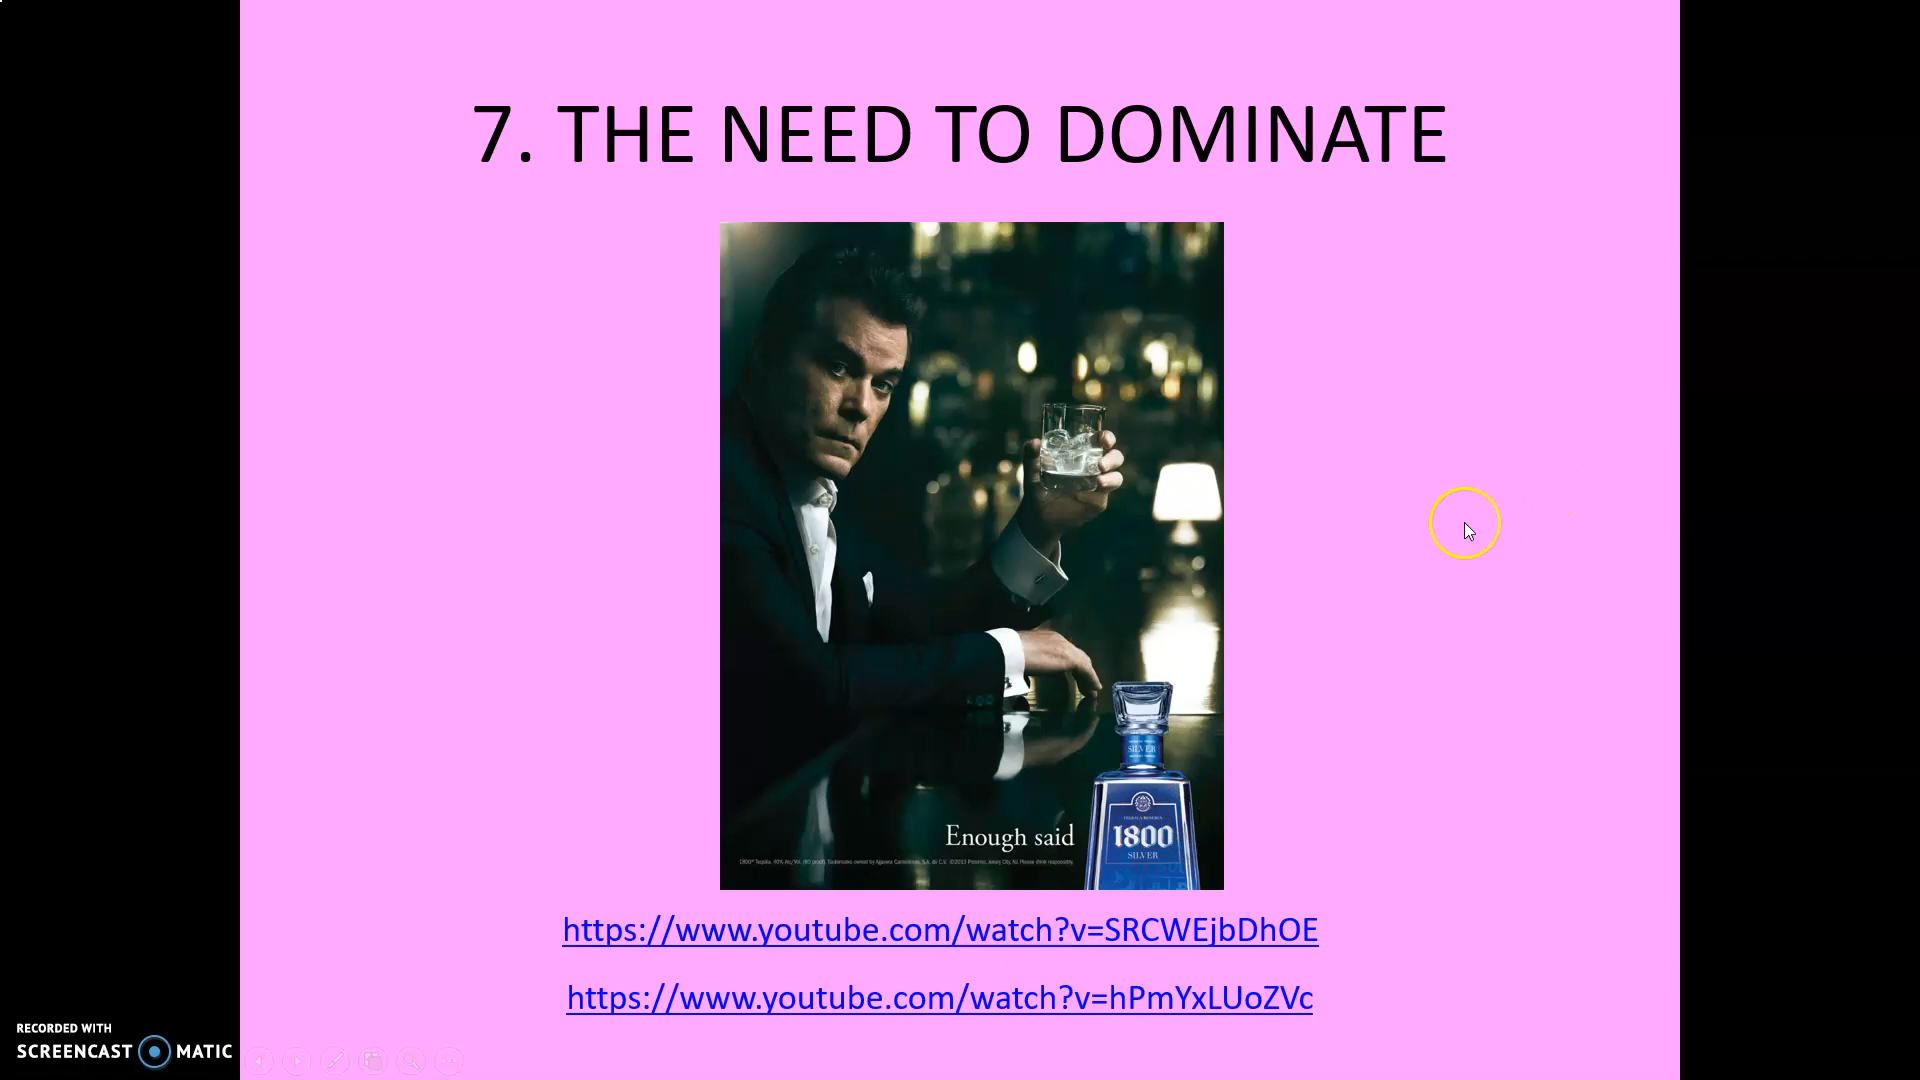 7. THE NEED TO DOMINATE
SILVER
1800
SILVER
Enough said
https://www.youtube.com/watch?v=SRCWEjbDhOE
https://www.youtube.com/watch?v=hPmYxLUoZVc
RECORDED WITH
SCREENCAST MATIC